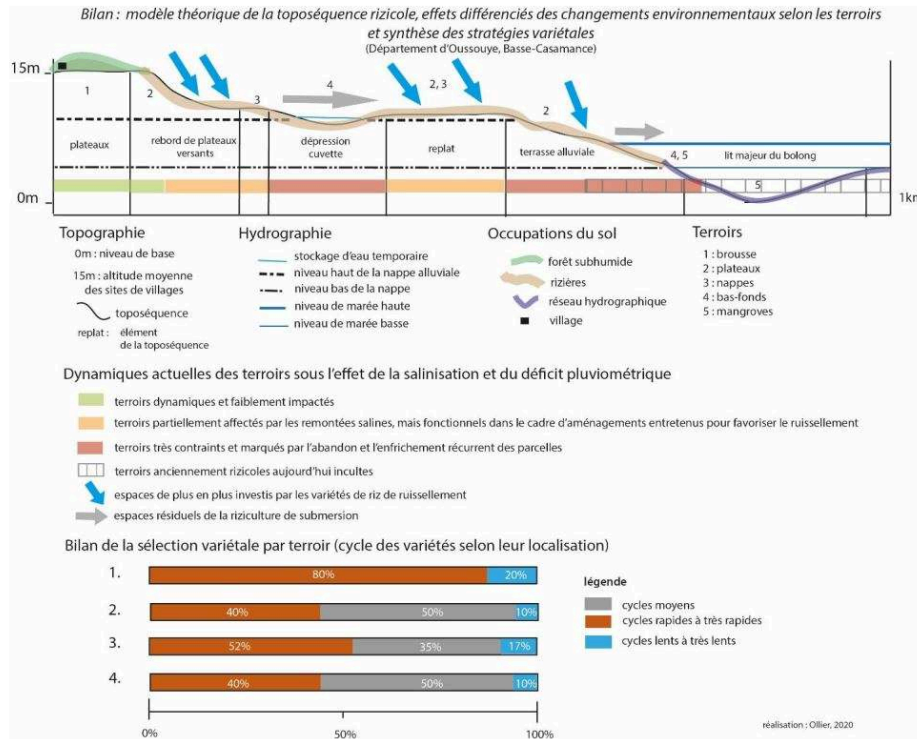 Bilan : modèle théorique de la toposéquence rizicole, effets différenciés des changements environnementaux selon les terroirs
et synthèse des stratégies variétales
(Département d'Oussouye, Basse-Casamance)
15m
1
2
3
4
2, 3
2
4, 5
5
plateaux
rebord de plateaux
versants
dépression
cuvette
replat
terrasse alluviale
lit majeur du bolong
0m
1km
Topographie
0m : niveau de base
15m : altitude moyenne
des sites de villages
toposéquence
replat : élément
de la toposéquence
Hydrographie
stockage d'eau temporaire
niveau haut de la nappe alluviale
niveau bas de la nappe
niveau de marée haute
niveau de marée basse
Occupations du sol
forêt subhumide
rizières
réseau hydrographique
village
Terroirs
1 : brousse
2 : plateaux
3 : nappes
4 : bas-fonds
5 : mangroves
Dynamiques actuelles des terroirs sous l'effet de la salinisation et du déficit pluviométrique
terroirs dynamiques et faiblement impactés
terroirs partiellement affectés par les remontées salines, mais fonctionnels dans le cadre d'aménagements entretenus pour favoriser le ruissellement
terroirs très contraints et marqués par l'abandon et l'enfrichement récurrent des parcelles
terroirs anciennement rizicoles aujourd'hui incultes
espaces de plus en plus investis par les variétés de riz de ruissellement
espaces résiduels de la riziculture de submersion
Bilan de la sélection variétale par terroir (cycle des variétés selon leur localisation)
1. 80% 20%
2. 40% 50% 10%
3. 52% 35% 17%
4. 40% 50% 10%
0% 50% 100%
légende
cycles moyens
cycles rapides à très rapides
cycles lents à très lents
réalisation : Ollier, 2020